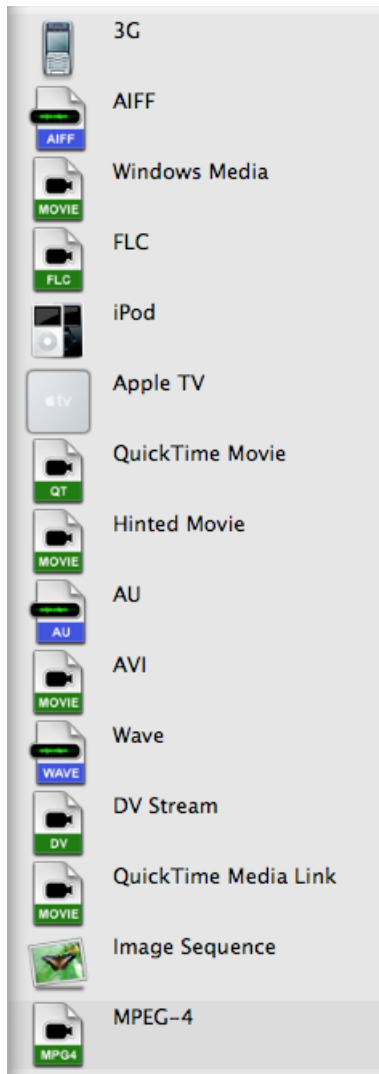 3G
AIFF
AIFF
Windows Media
MOVIE
FLC
FLC
iPod
Apple TV
tv
QuickTime Movie
QT
Hinted Movie
MOVIE
AU
AU
AVI
MOVIE
Wave
WAVE
DV Stream
DV
QuickTime Media Link
MOVIE
Image Sequence
MPEG-4
MPG4